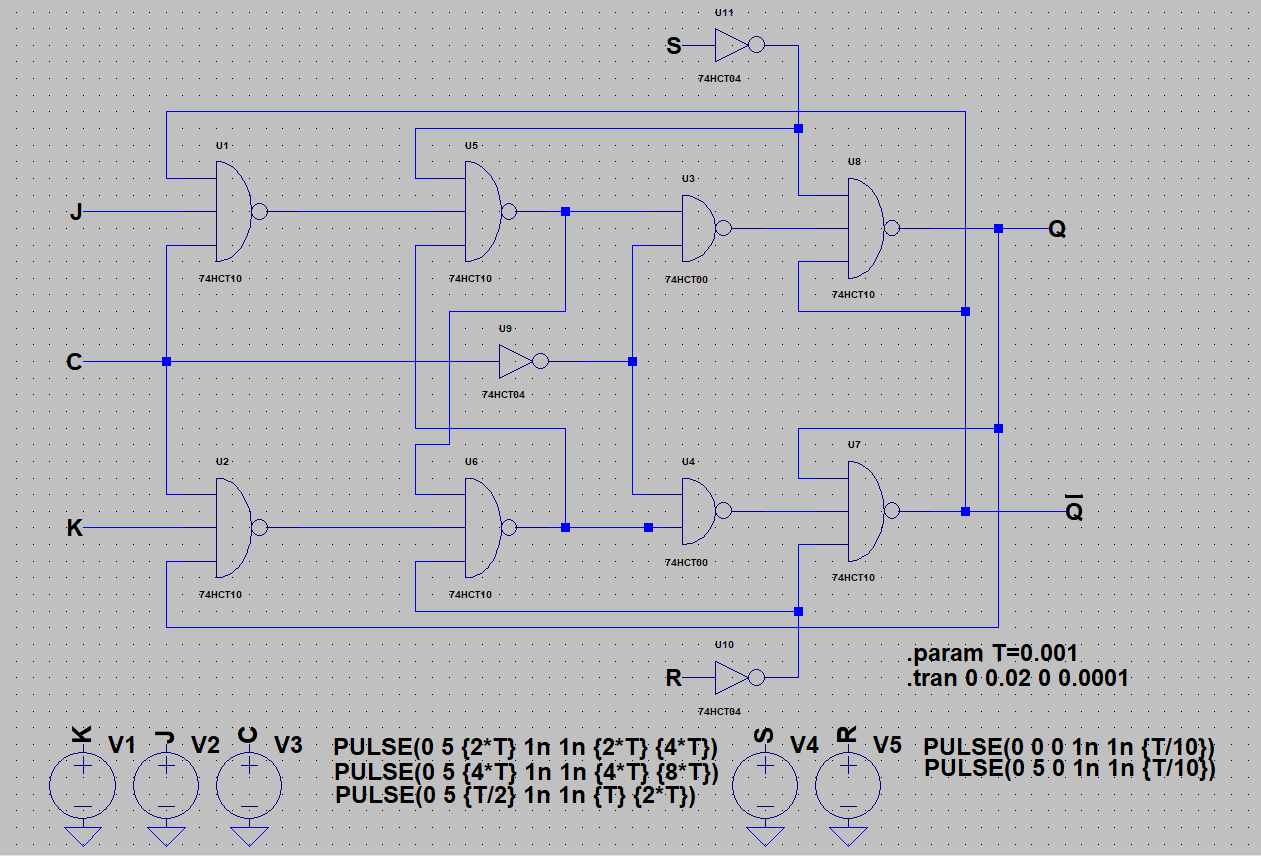 U11
S
74HCT04
U1
U5
U8
U3
J
Q
74HCT10
74HCT10
74HCT00
74HCT10
U9
C
74HCT04
U7
U2
U6
U4
Q
K
74HCT00
74HCT10
74HCT10
74HCT10
U10
R
74HCT04
.param T=0.001
.tran 0 0.02 0 0.0001
K
V1
J
V2
C
V3
PULSE(0 5 {2*T} 1n 1n {2*T} {4*T})
PULSE(0 5 {4*T} 1n 1n {4*T} {8*T})
PULSE(0 5 {T/2} 1n 1n {T} {2*T})
S
V4
R
V5
PULSE(0 0 0 1n 1n {T/10})
PULSE(0 5 0 1n 1n {T/10})